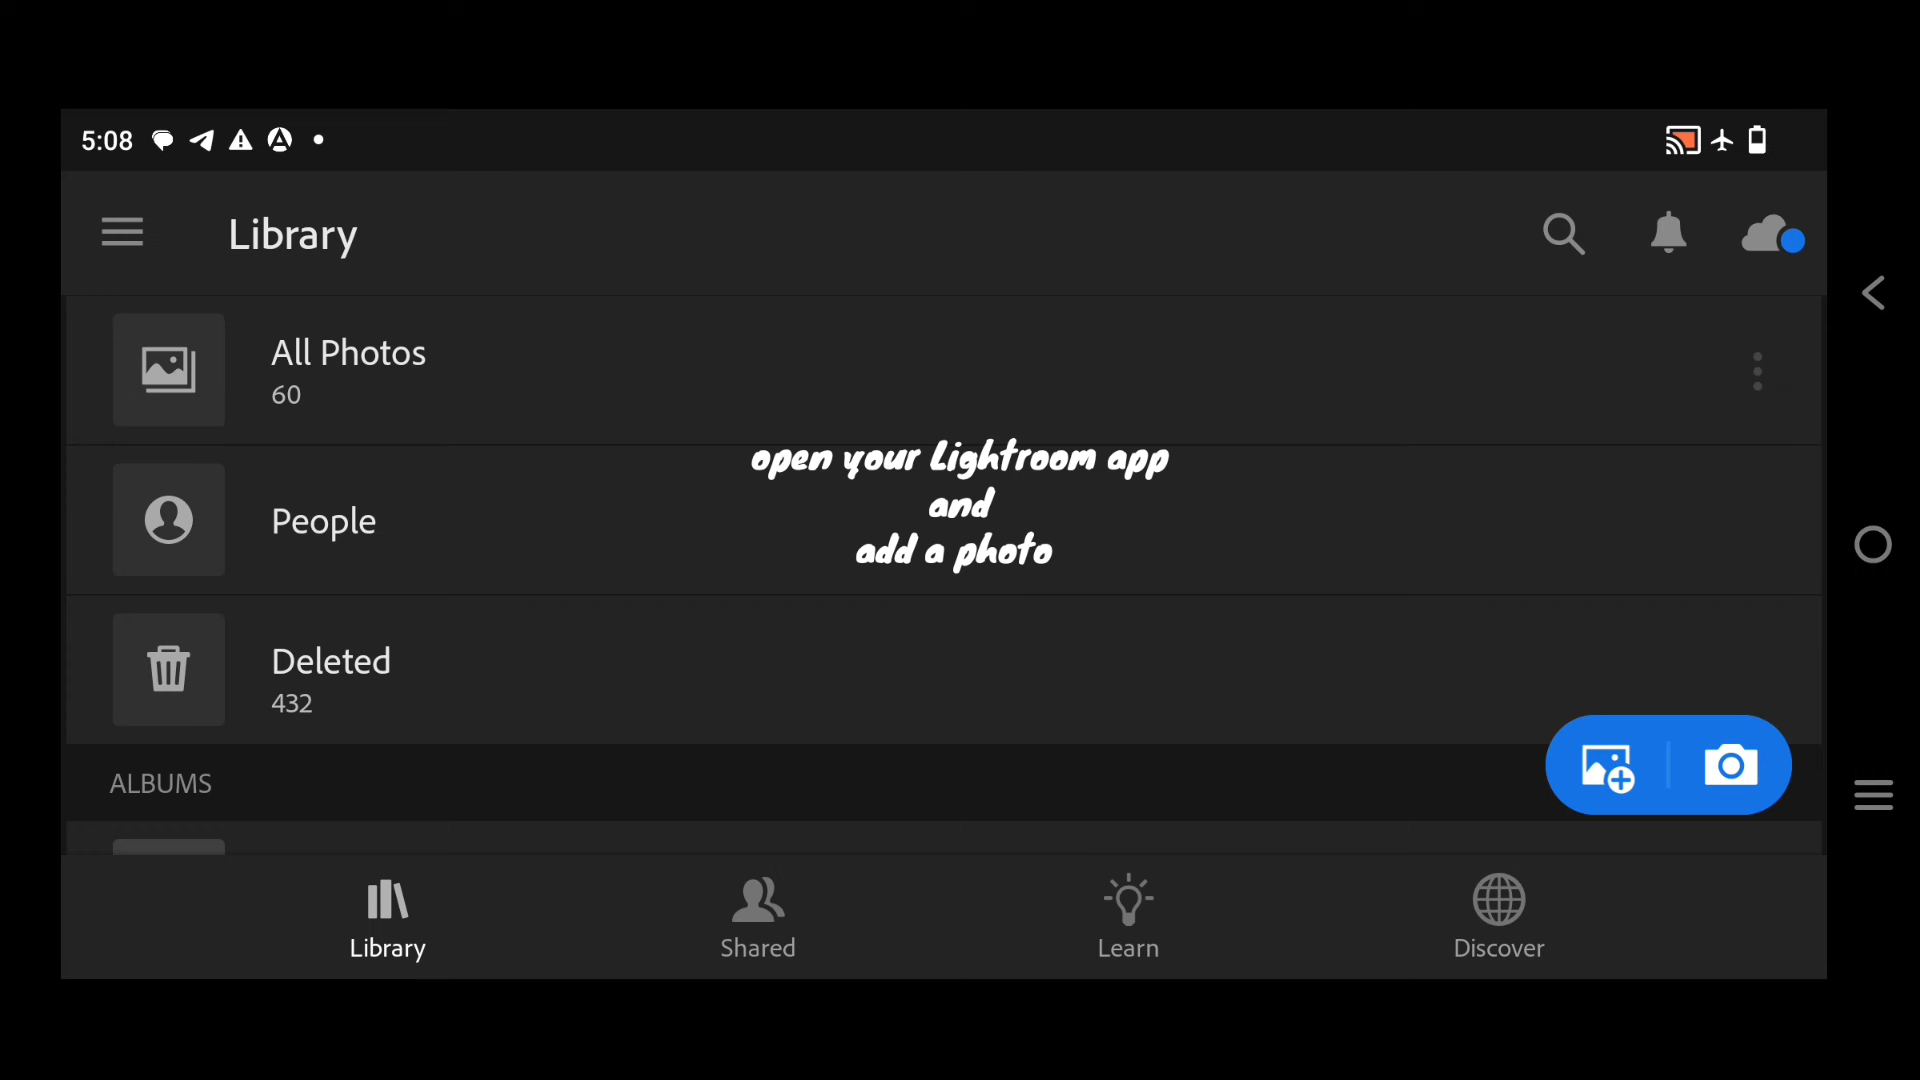 5:08
Library
All Photos
60
open your Lightroom app
and
add a photo
People
Deleted
432
ALBUMS
Library
Shared
Learn
Discover